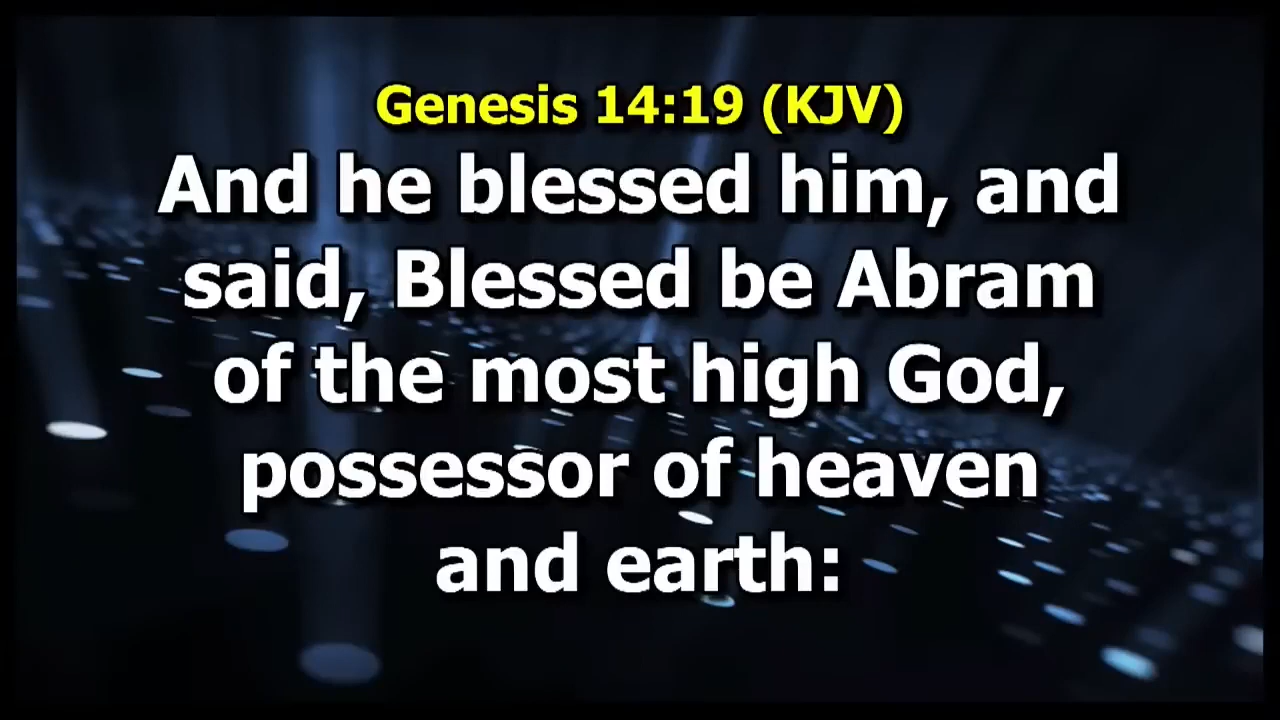 Genesis 14:19 (KJV)
And he blessed him, and
said, Blessed be Abram
of the most high God,
possessor of heaven
and earth: